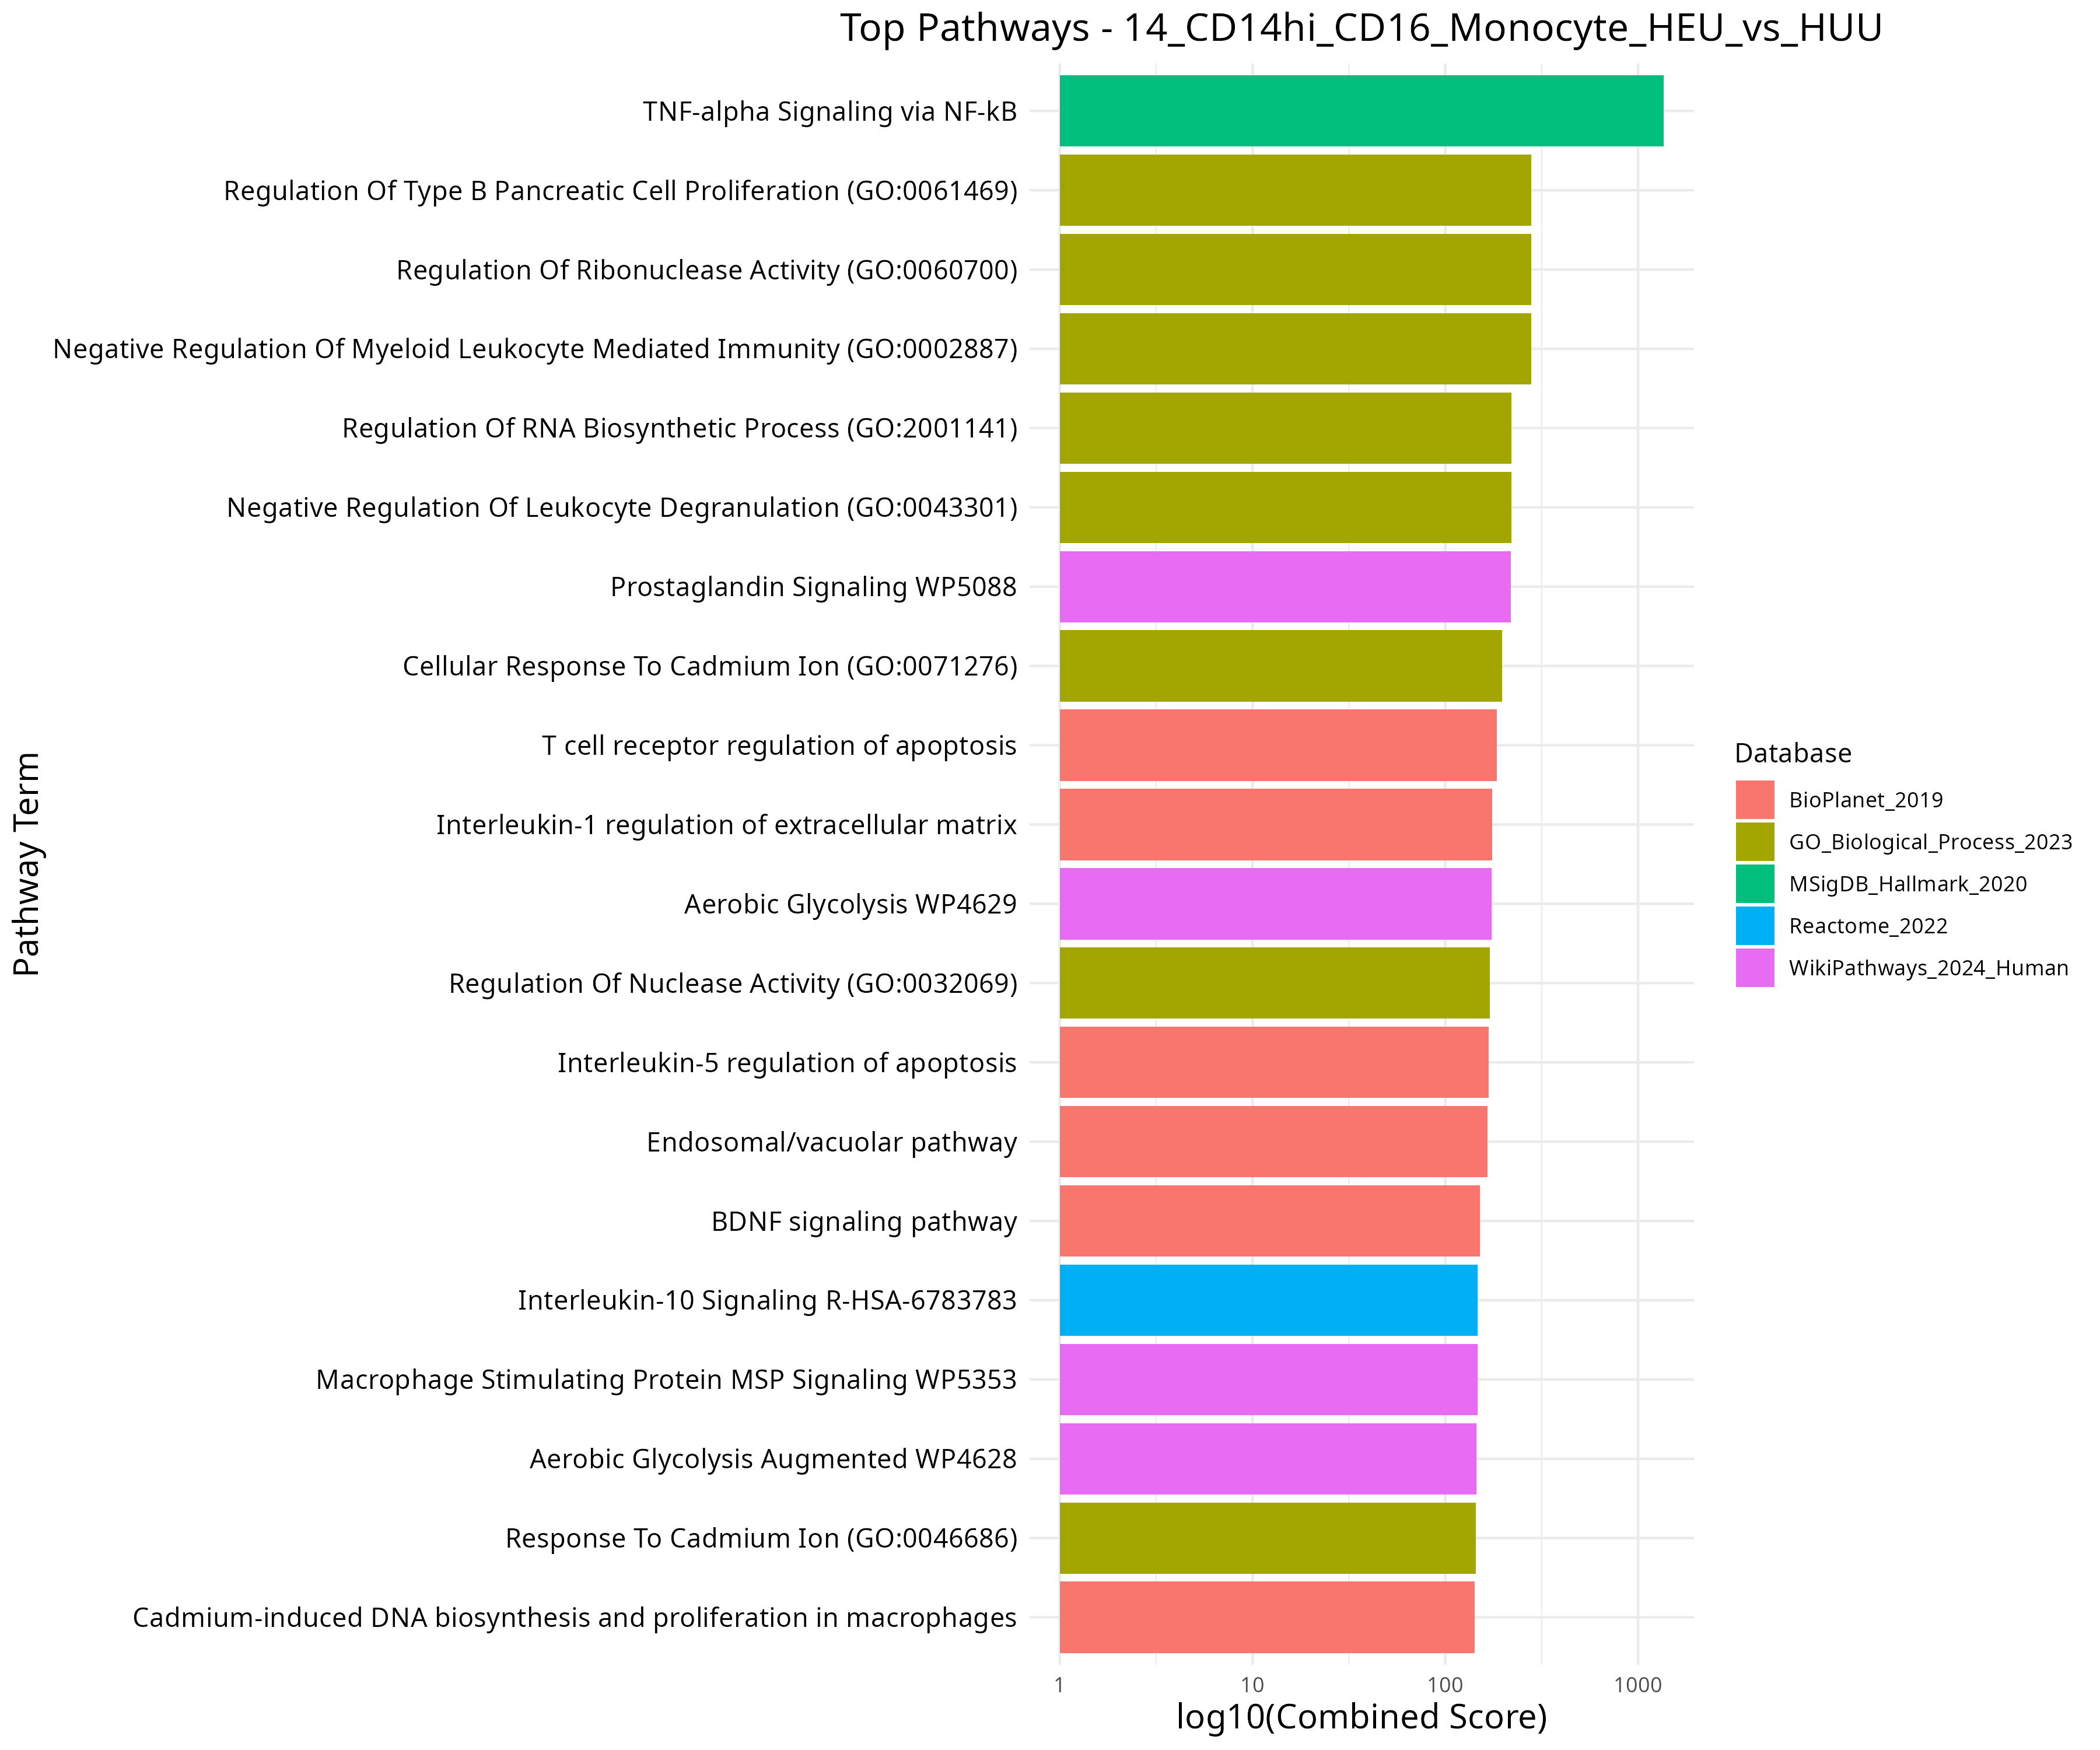 Top Pathways - 14_CD14hi_CD16_Monocyte_HEU_vs_HUU
Pathway Term
TNF-alpha Signaling via NF-kB
Regulation Of Type B Pancreatic Cell Proliferation (GO:0061469)
Regulation Of Ribonuclease Activity (GO:0060700)
Negative Regulation Of Myeloid Leukocyte Mediated Immunity (GO:0002887)
Regulation Of RNA Biosynthetic Process (GO:2001141)
Negative Regulation Of Leukocyte Degranulation (GO:0043301)
Prostaglandin Signaling WP5088
Cellular Response To Cadmium Ion (GO:0071276)
T cell receptor regulation of apoptosis
Interleukin-1 regulation of extracellular matrix
Aerobic Glycolysis WP4629
Regulation Of Nuclease Activity (GO:0032069)
Interleukin-5 regulation of apoptosis
Endosomal/vacuolar pathway
BDNF signaling pathway
Interleukin-10 Signaling R-HSA-6783783
Macrophage Stimulating Protein MSP Signaling WP5353
Aerobic Glycolysis Augmented WP4628
Response To Cadmium Ion (GO:0046686)
Cadmium-induced DNA biosynthesis and proliferation in macrophages
1 10 100 1000
log10(Combined Score)
Database
BioPlanet_2019
GO_Biological_Process_2023
MSigDB_Hallmark_2020
Reactome_2022
WikiPathways_2024_Human